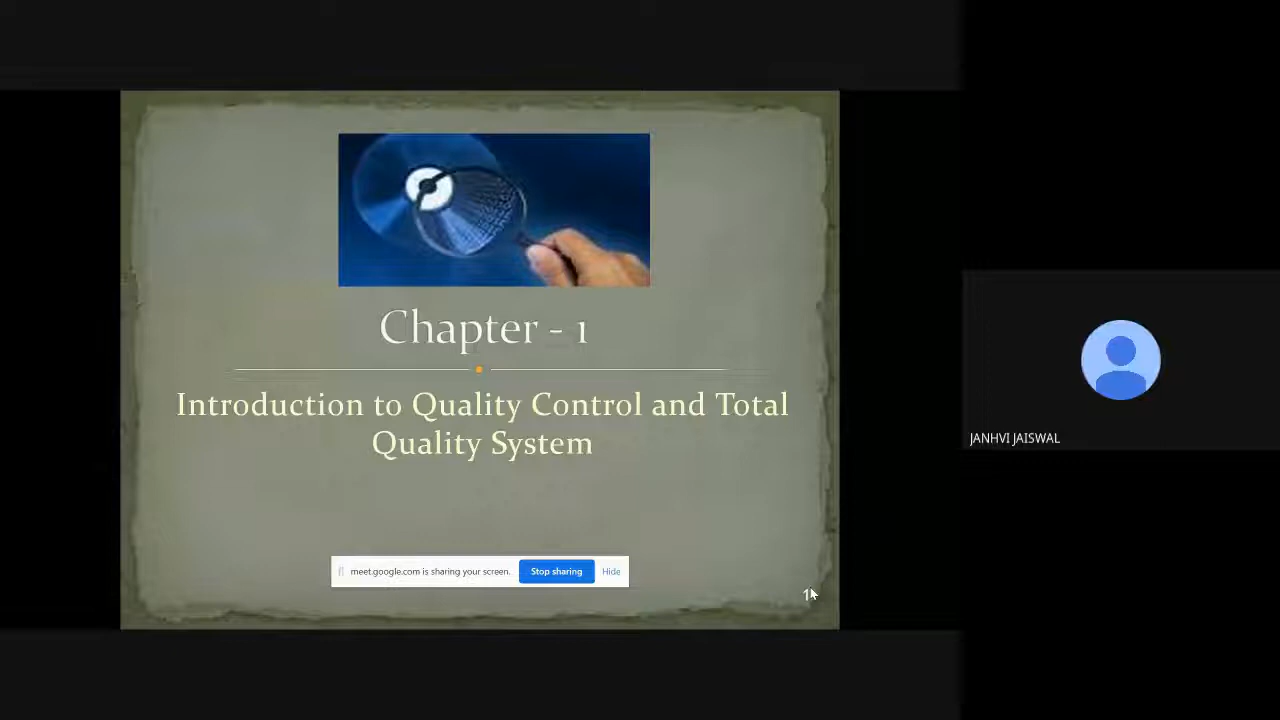 Chapter - 1
Introduction to Quality Control and Total
Quality System
meet.google.com is sharing your screen.
Stop sharing
Hide
1
JANHVI JAISWAL